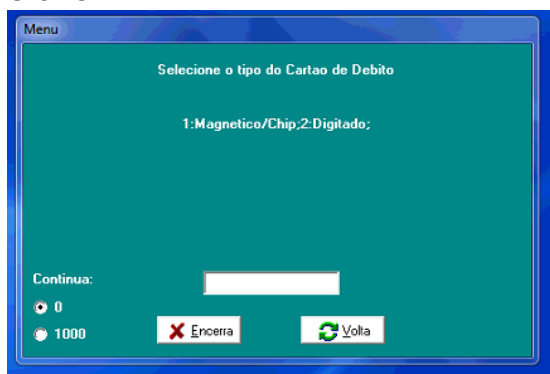 Menu
Selecione o tipo do Cartao de Debito
1:Magnetico/Chip;2:Digitado;
Continua:
0
1000
Encerra
Volta